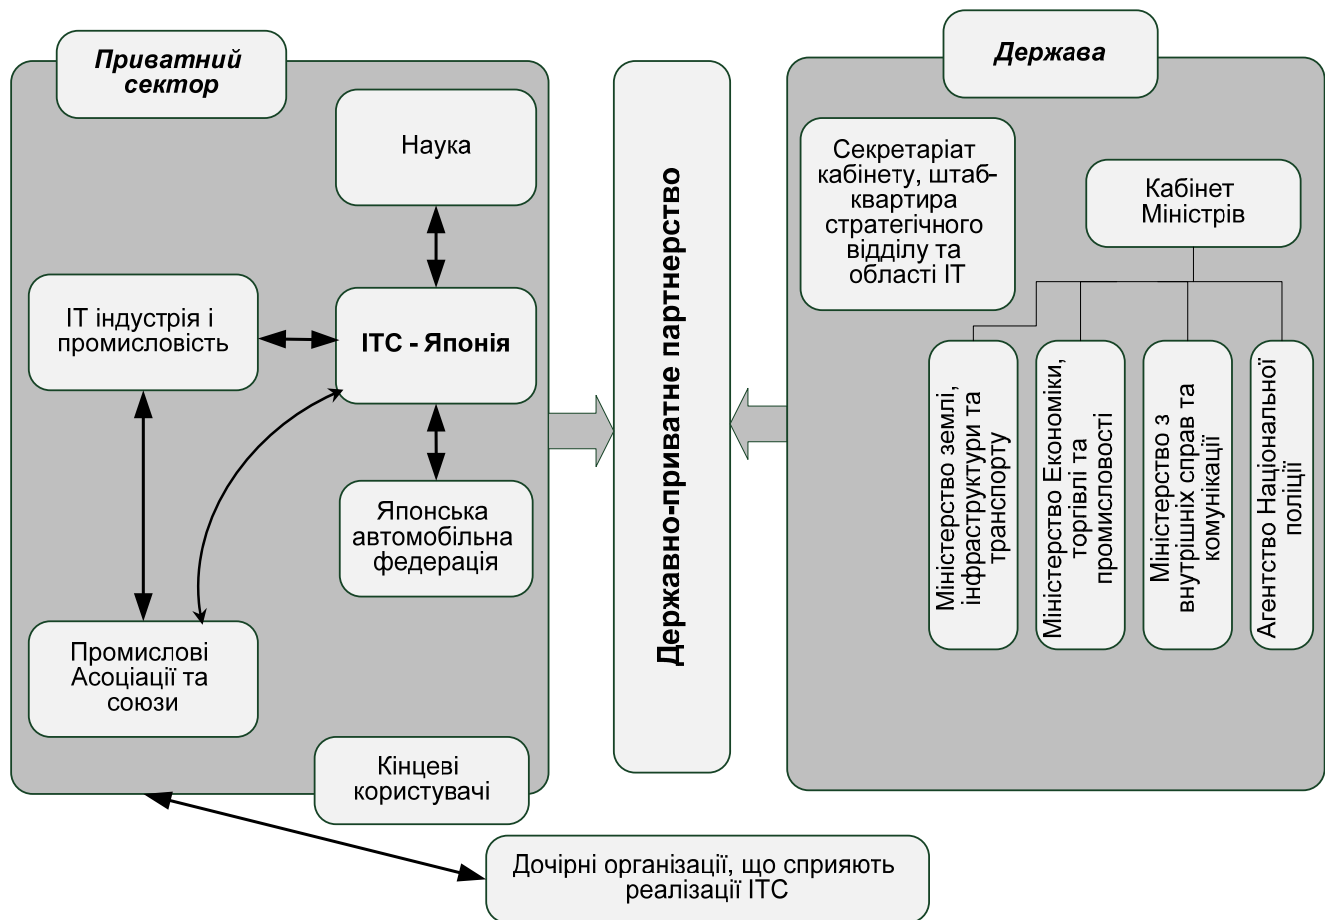 Приватний
сектор
Наука
ІТ індустрія і
промисловість
ІТС - Японія
Японська
автомобільна
федерація
Промислові
Асоціації та
союзи
Кінцеві
користувачі
Державно-приватне партнерство
Держава
Секретаріат
кабінету, штаб-
квартира
стратегічного
відділу та
області ІТ
Кабінет
Міністрів
Міністерство землі,
інфраструктури та
транспорту
Міністерство Економіки,
торгівлі та
промисловості
Міністерство з
внутрішніх справ та
комунікації
Агентство Національної
поліції
Дочірні організації, що сприяють
реалізації ІТС